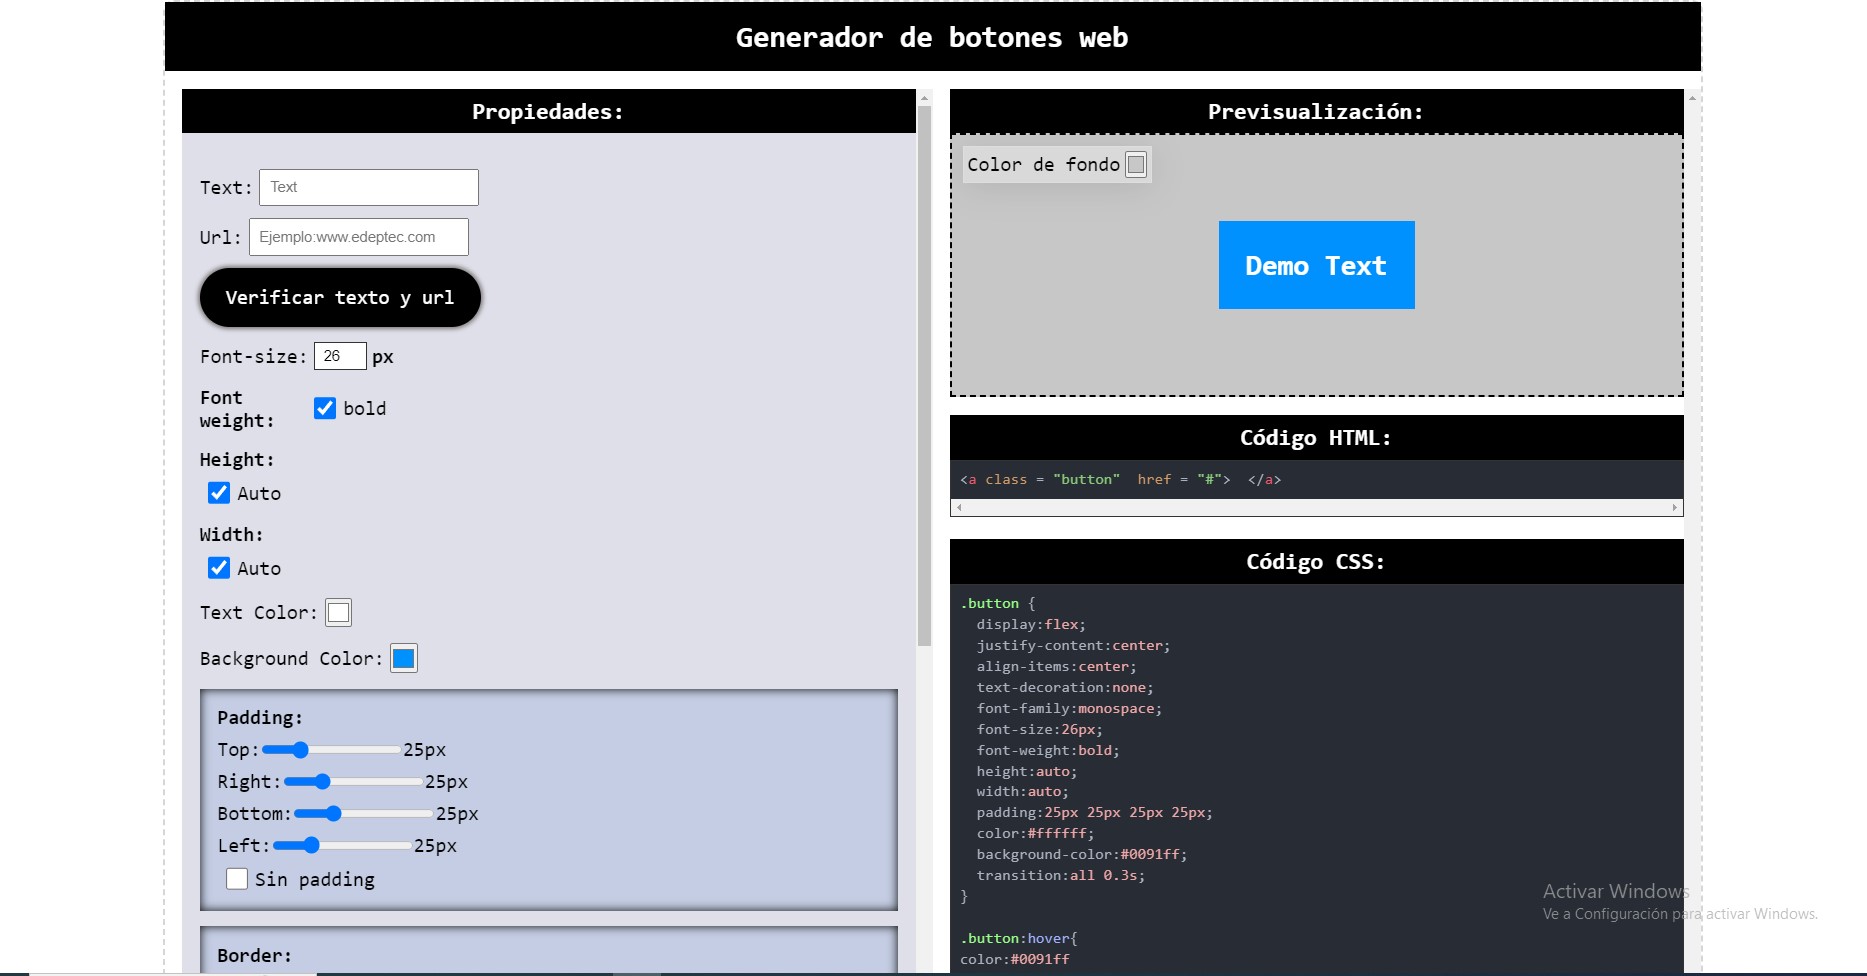 Generador de botones web
Propiedades:
Text: Text
Url: Ejemplo:www.edeptec.com
Verificar texto y url
Font-size: 26 px
Font
weight:
bold
Height:
Auto
Width:
Auto
Text Color:
Background Color:
Padding:
Top: 25px
Right: 25px
Bottom: 25px
Left: 25px
Sin padding
Border:
Previsualización:
Color de fondo
Demo Text
Código HTML:
<a class = "button"  href = "#">  </a>
Código CSS:
.button {
  display:flex;
  justify-content:center;
  align-items:center;
  text-decoration:none;
  font-family:monospace;
  font-size:26px;
  font-weight:bold;
  height:auto;
  width:auto;
  padding:25px 25px 25px 25px;
  color:#ffffff;
  background-color:#0091ff;
  transition:all 0.3s;
}
.button:hover{
color:#0091ff
Activar Windows
Ve a Configuración para activar Windows.